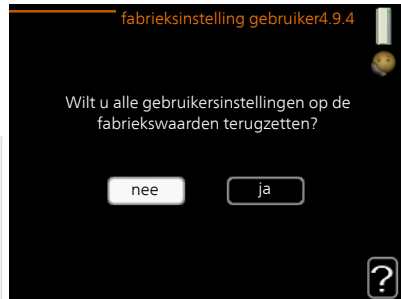 fabrieksinstelling gebruiker4.9.4
Wilt u alle gebruikersinstellingen op de
fabriekswaarden terugzetten?
nee
ja
?